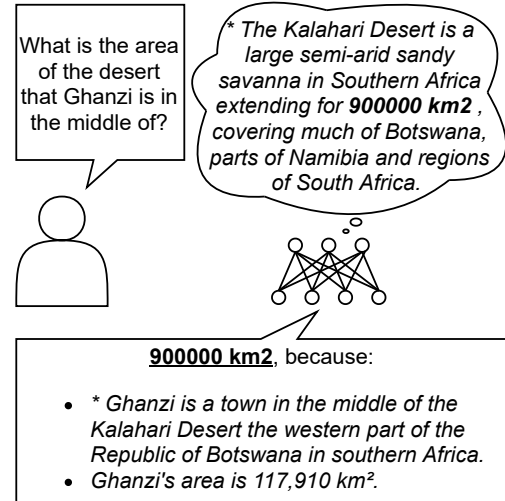 What is the area
of the desert
that Ghanzi is in
the middle of?
* The Kalahari Desert is a
large semi-arid sandy
savanna in Southern Africa
extending for 900000 km2 ,
covering much of Botswana,
parts of Namibia and regions
of South Africa.
900000 km2, because:
• * Ghanzi is a town in the middle of the
Kalahari Desert the western part of the
Republic of Botswana in southern Africa.
• Ghanzi's area is 117,910 km².